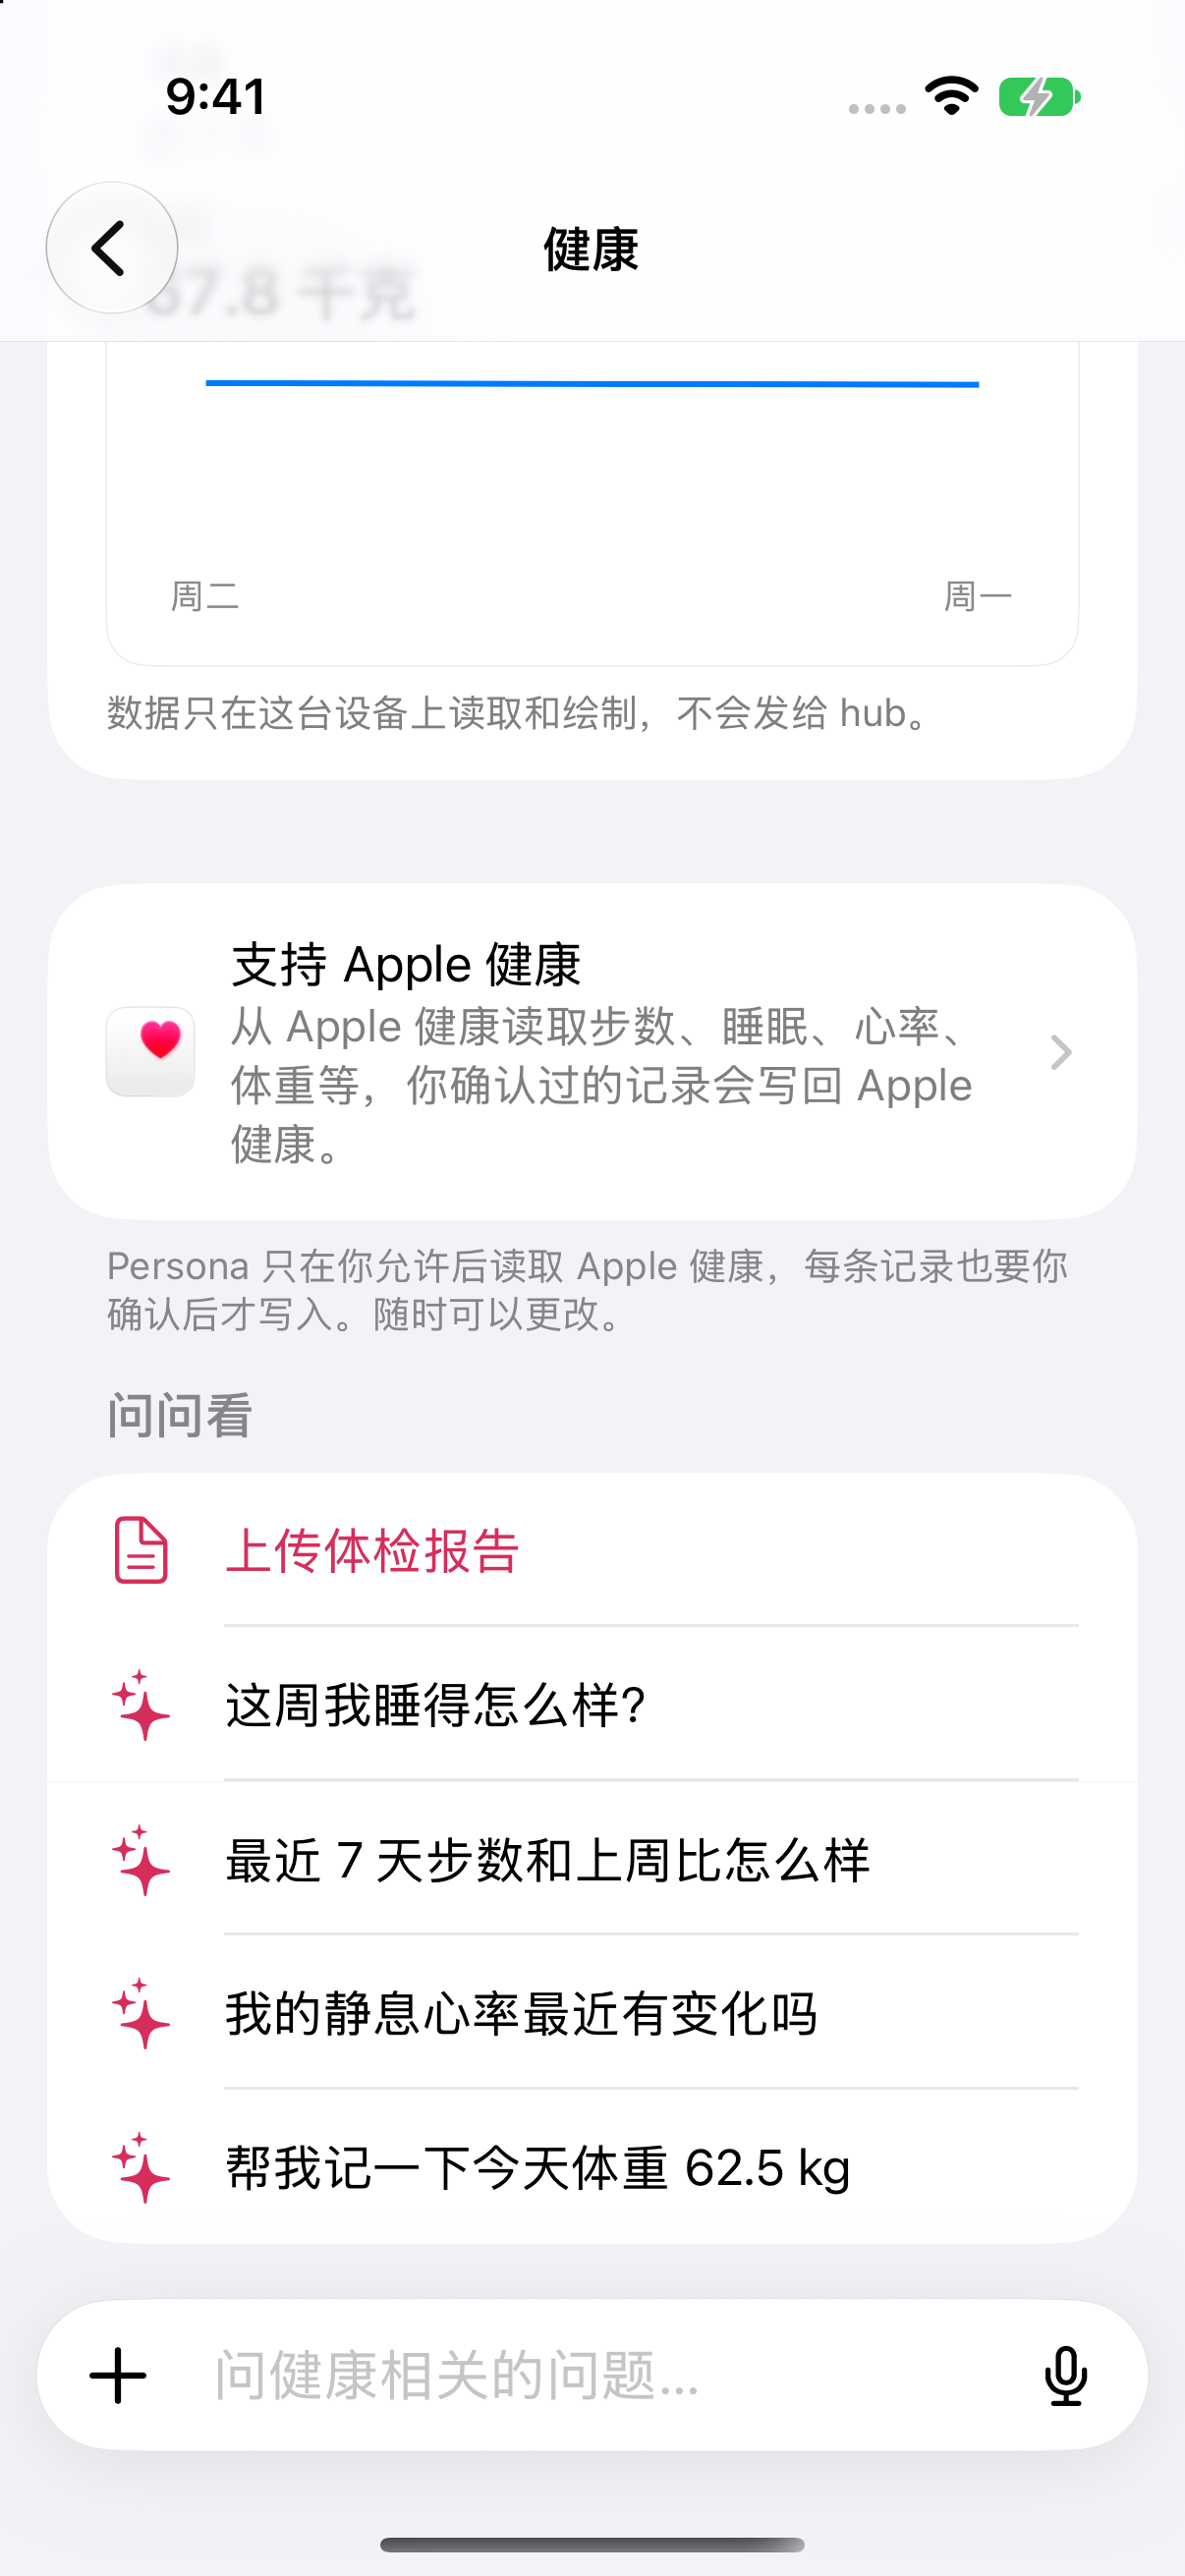 9:41
健康
67.8 千克
周二
周一
数据只在这台设备上读取和绘制，不会发给 hub。
支持 Apple 健康
从 Apple 健康读取步数、睡眠、心率、
体重等，你确认过的记录会写回 Apple
健康。
Persona 只在你允许后读取 Apple 健康，每条记录也要你
确认后才写入。随时可以更改。
问问看
上传体检报告
这周我睡得怎么样?
最近 7 天步数和上周比怎么样
我的静息心率最近有变化吗
帮我记一下今天体重 62.5 kg
问健康相关的问题...